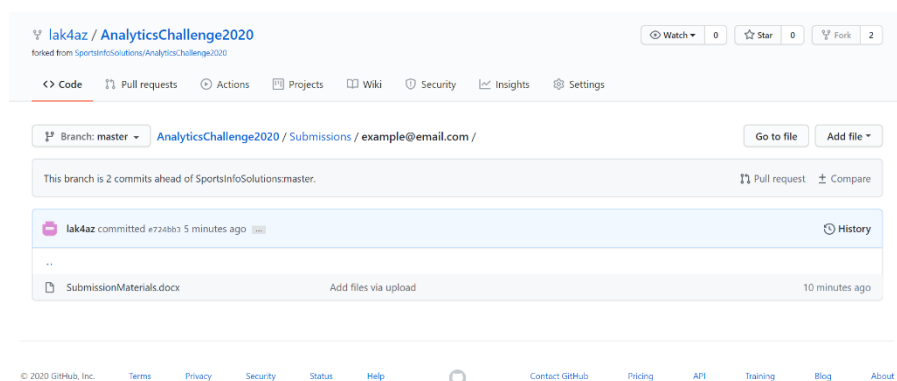 lak4az / AnalyticsChallenge2020
Watch 0 Star 0 Fork 2
forked from SportsInfoSolutions/AnalyticsChallenge2020
<> Code Pull requests Actions Projects Wiki Security Insights Settings
Branch: master AnalyticsChallenge2020 / Submissions / example@email.com / Go to file Add file
This branch is 2 commits ahead of SportsInfoSolutions:master. Pull request Compare
lak4az committed e724bb3 5 minutes ago ... History
..
SubmissionMaterials.docx Add files via upload 10 minutes ago
© 2020 GitHub, Inc. Terms Privacy Security Status Help Contact GitHub Pricing API Training Blog About